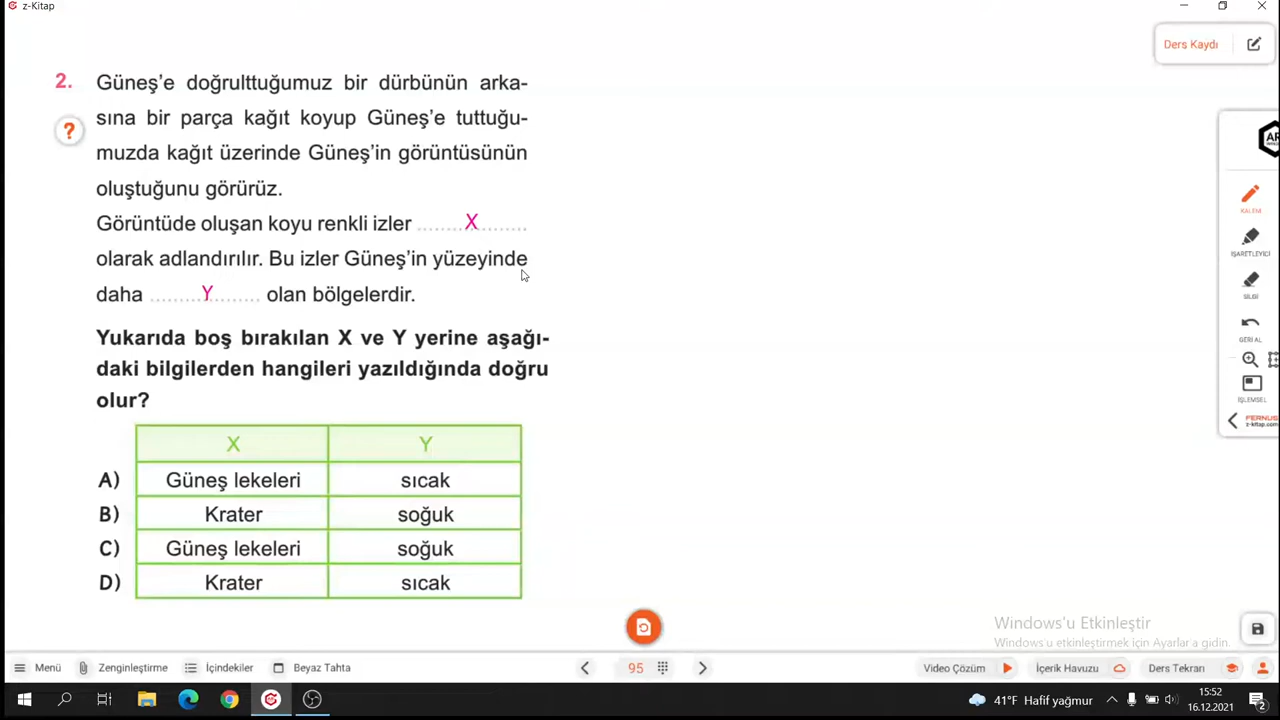 z-Kitap
Ders Kaydı
2. Güneş'e doğrulttuğumuz bir dürbünün arka-
sına bir parça kağıt koyup Güneş'e tuttuğu-
? muzda kağıt üzerinde Güneş'in görüntüsünün
oluştuğunu görürüz.
Görüntüde oluşan koyu renkli izler ........X........
olarak adlandırılır. Bu izler Güneş'in yüzeyinde
daha ........Y........ olan bölgelerdir.
Yukarıda boş bırakılan X ve Y yerine aşağı-
daki bilgilerden hangileri yazıldığında doğru
olur?
X Y
A) Güneş lekeleri sıcak
B) Krater soğuk
C) Güneş lekeleri soğuk
D) Krater sıcak
KALEM
İŞARETLEYİCİ
SİLGİ
GERİ AL
İŞLEMSEL
FERNUS
z-kitap.com
Windows'u Etkinleştir
Windows'u etkinleştirmek için Ayarlar'a gidin.
Menü Zenginleştirme İçindekiler Beyaz Tahta 95 Video Çözüm İçerik Havuzu Ders Tekrarı
41°F Hafif yağmur 15:52
16.12.2021 2